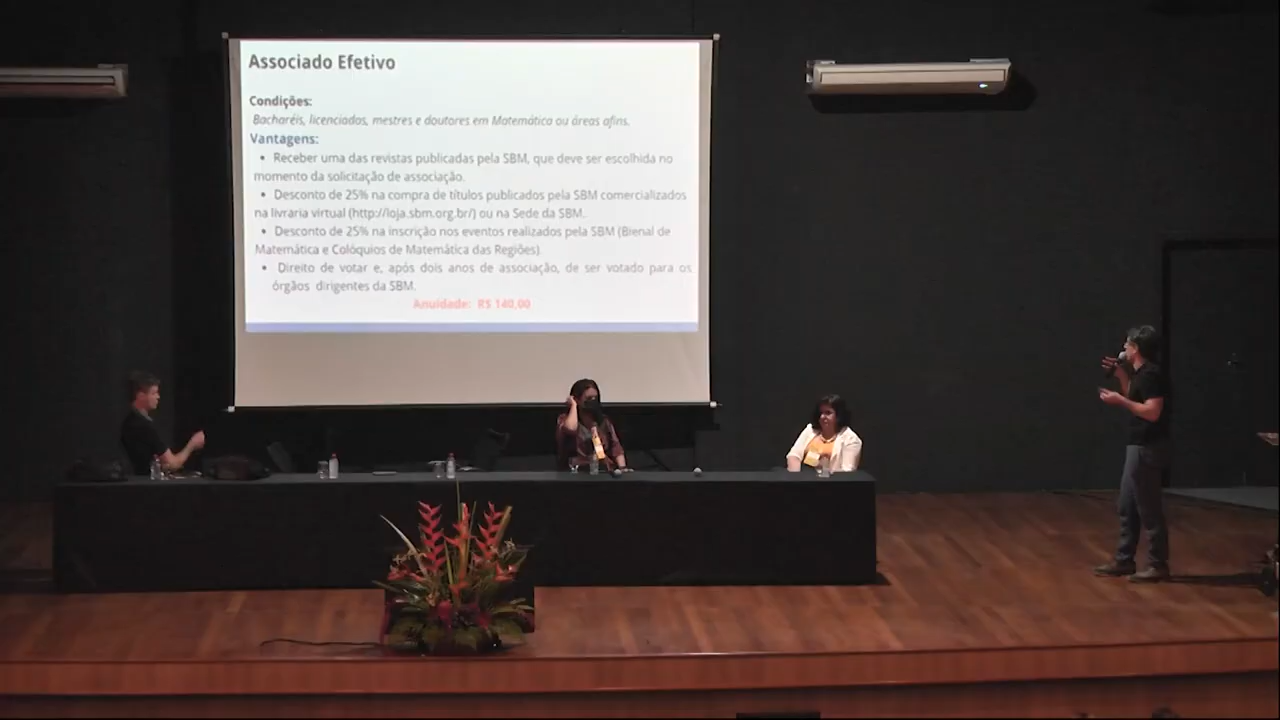 Associado Efetivo
Condições:
Bacharéis, licenciados, mestres e doutores em Matemática ou áreas afins.
Vantagens:
• Receber uma das revistas publicadas pela SBM, que deve ser escolhida no
momento da solicitação de associação.
• Desconto de 25% na compra de títulos publicados pela SBM comercializados
na livraria virtual (http://loja.sbm.org.br/) ou na Sede da SBM.
• Desconto de 25% na inscrição nos eventos realizados pela SBM (Bienal de
Matemática e Colóquios de Matemática das Regiões).
• Direito de votar e, após dois anos de associação, de ser votado para os
órgãos dirigentes da SBM.
Anuidade: R$ 140,00